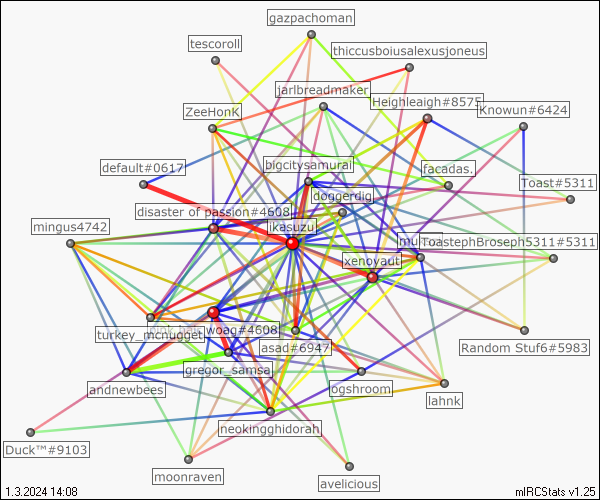 gazpachoman
tescoroll
thiccusboiusalexusjoneus
jarlbreadmaker
Heighleaigh#8575
Knowun#6424
ZeeHonK
bigcitysamurai
default#0617
facadas.
doggerdig
Toast#5311
disaster of passion#4608
ikasuzu
mingus4742
ToastephBroseph5311#5311
xenoyaut
woag#4608
turkey_mcnugget
asad#6947
Random Stuf6#5983
gregor_samsa
andnewbees
ogshroom
lahnk
neokingghidorah
Duck™#9103
moonraven
avelicious
1.3.2024 14:08
mIRCStats v1.25